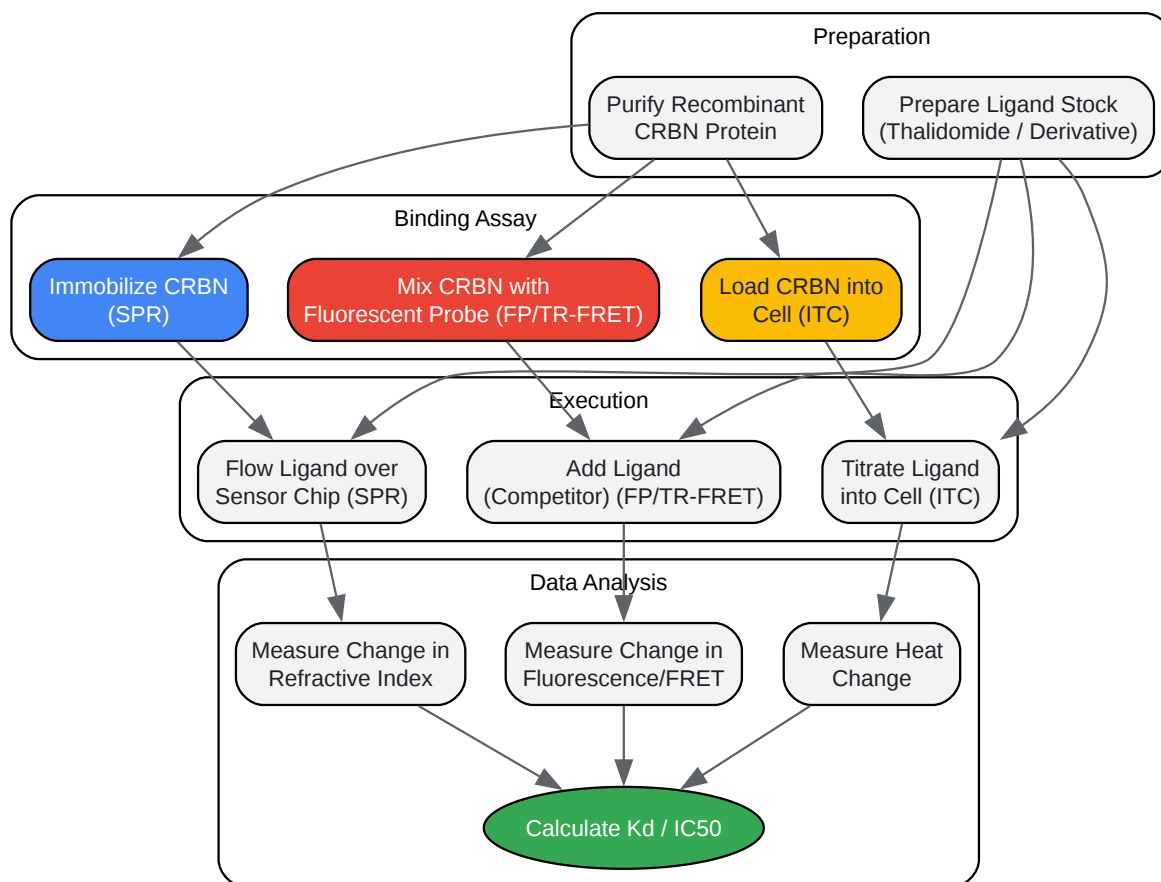 Preparation
Purify Recombinant
CRBN Protein
Prepare Ligand Stock
(Thalidomide / Derivative)
Binding Assay
Immobilize CRBN
(SPR)
Mix CRBN with
Fluorescent Probe (FP/TR-FRET)
Load CRBN into
Cell (ITC)
Execution
Flow Ligand over
Sensor Chip (SPR)
Add Ligand
(Competitor) (FP/TR-FRET)
Titrate Ligand
into Cell (ITC)
Data Analysis
Measure Change in
Refractive Index
Measure Change in
Fluorescence/FRET
Measure Heat
Change
Calculate Kd / IC50